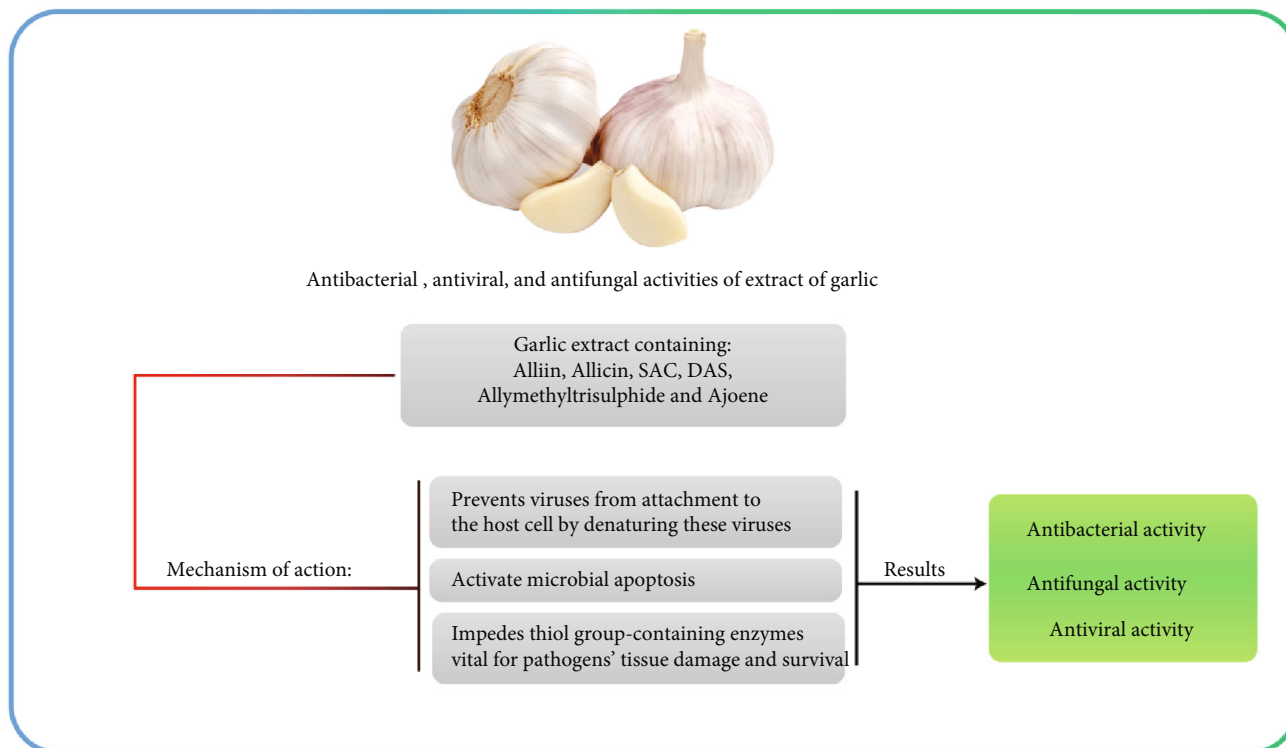 Antibacterial , antiviral, and antifungal activities of extract of garlic
Garlic extract containing:
Alliin, Allicin, SAC, DAS,
Allymethyltrisulphide and Ajoene
Mechanism of action:
Prevents viruses from attachment to
the host cell by denaturing these viruses
Activate microbial apoptosis
Impedes thiol group-containing enzymes
vital for pathogens’ tissue damage and survival
Results
Antibacterial activity
Antifungal activity
Antiviral activity